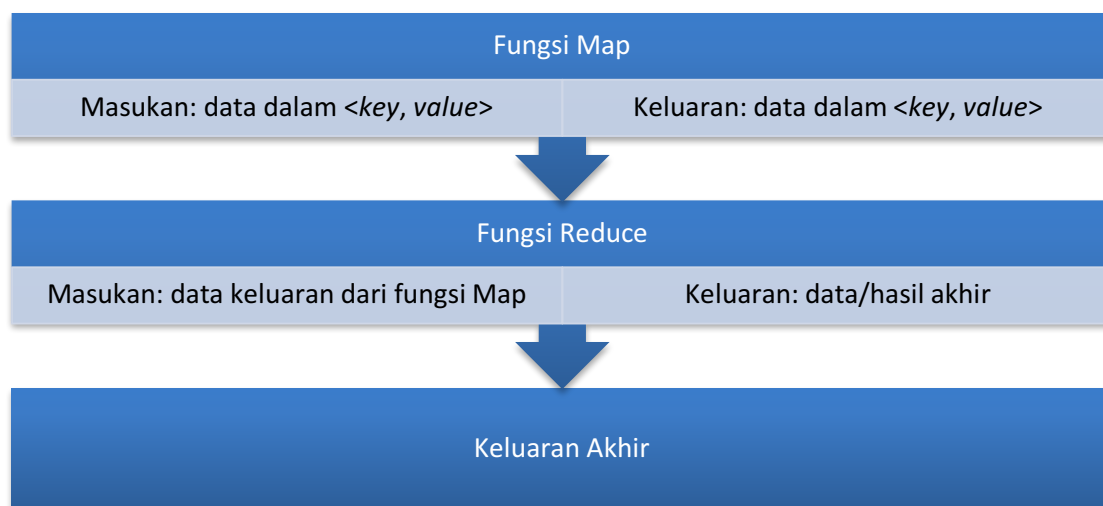 Fungsi Map
Masukan: data dalam <key, value>
Keluaran: data dalam <key, value>
Fungsi Reduce
Masukan: data keluaran dari fungsi Map
Keluaran: data/hasil akhir
Keluaran Akhir